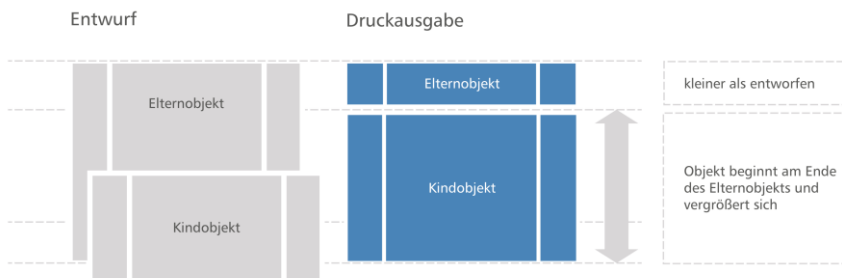 Entwurf
Druckausgabe
Elternobjekt
Elternobjekt
kleiner als entworfen
Kindobjekt
Kindobjekt
Objekt beginnt am Ende
des Elternobjekts und
vergrößert sich